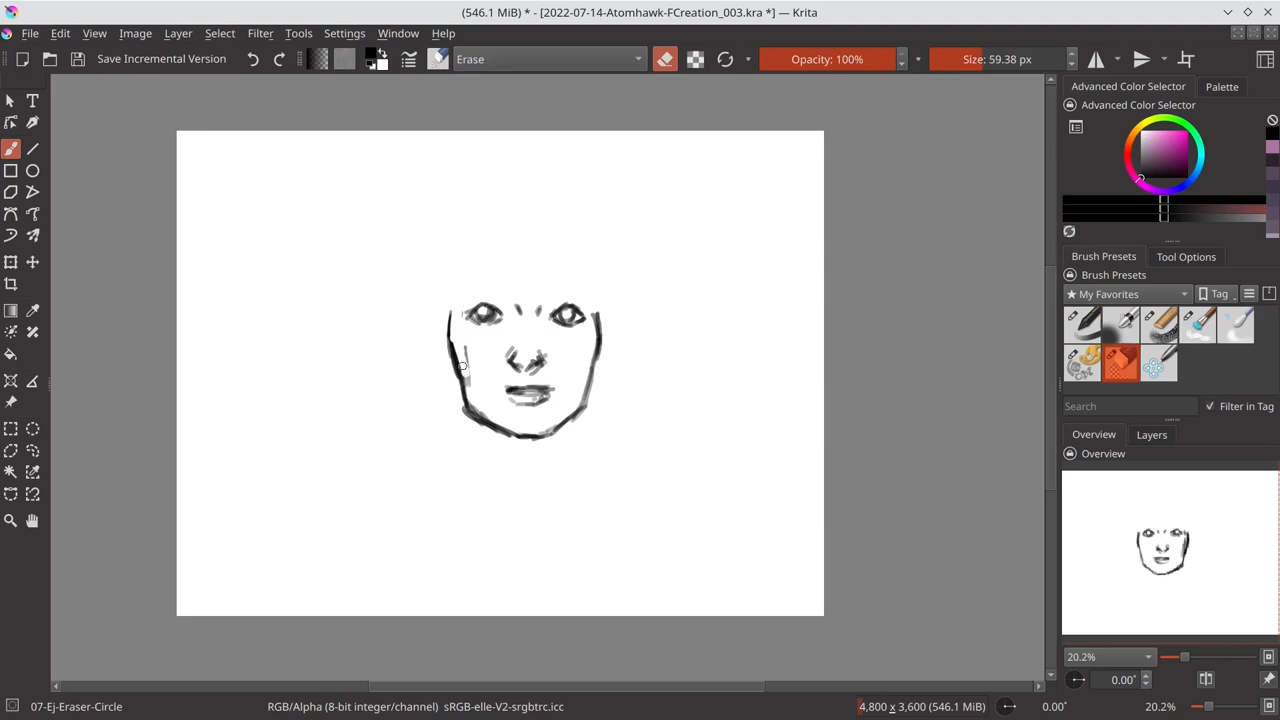 (546.1 MiB) * - [2022-07-14-Atomhawk-FCreation_003.kra *] — Krita
File Edit View Image Layer Select Filter Tools Settings Window Help
Save Incremental Version Erase Opacity: 100% Size: 59.38 px
Advanced Color Selector Palette
Advanced Color Selector
Brush Presets Tool Options
Brush Presets
★ My Favorites Tag
Search Filter in Tag
Overview Layers
Overview
20.2%
0.00°
07-Ej-Eraser-Circle RGB/Alpha (8-bit integer/channel) sRGB-elle-V2-srgbtrc.icc 4,800 x 3,600 (546.1 MiB) 0.00° 20.2%